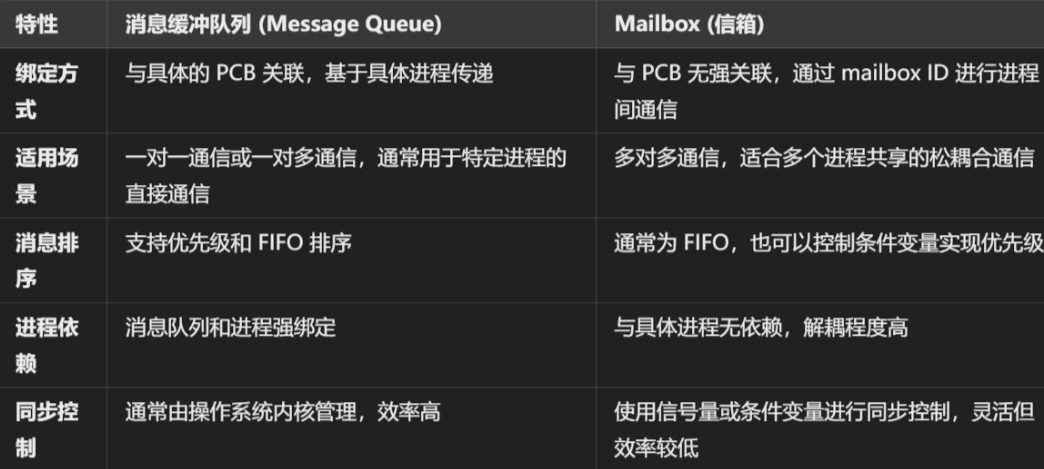 特性 消息缓冲队列 (Message Queue) Mailbox (信箱)
绑定方式 与具体的 PCB 关联，基于具体进程传递 与 PCB 无强关联，通过 mailbox ID 进行进程间通信
适用场景 一对一通信或一对多通信，通常用于特定进程的直接通信 多对多通信，适合多个进程共享的松耦合通信
消息排序 支持优先级和 FIFO 排序 通常为 FIFO，也可以控制条件变量实现优先级
进程依赖 消息队列和进程强绑定 与具体进程无依赖，解耦程度高
同步控制 通常由操作系统内核管理，效率高 使用信号量或条件变量进行同步控制，灵活但效率较低